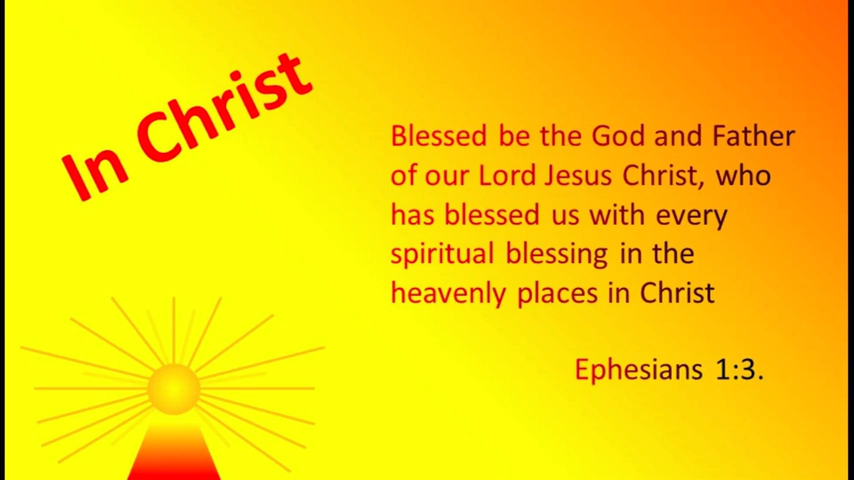 In Christ
Blessed be the God and Father
of our Lord Jesus Christ, who
has blessed us with every
spiritual blessing in the
heavenly places in Christ
Ephesians 1:3.